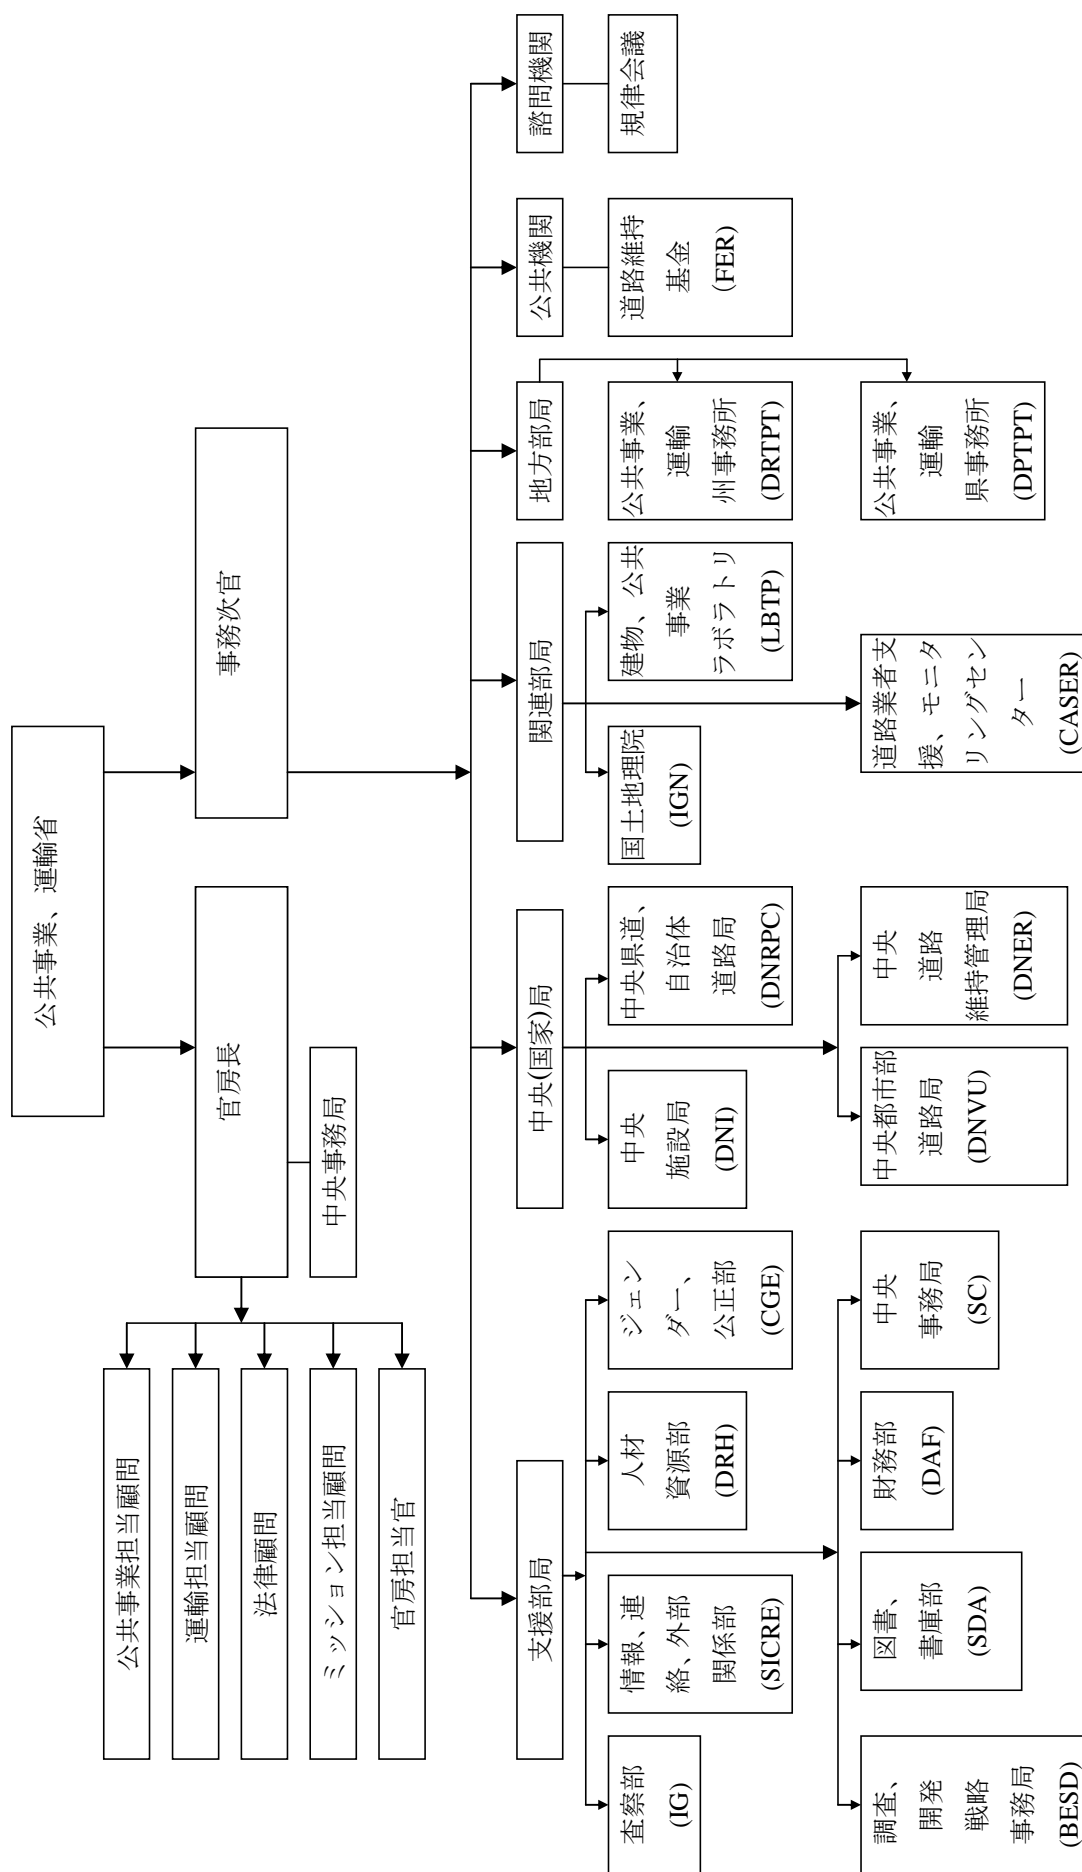 公共事業、運輸省
官房長
事務次官
中央事務局
公共事業担当顧問
運輸担当顧問
法律顧問
ミッション担当顧問
官房担当官
支援部局
中央(国家)局
関連部局
地方部局
公共機関
諮問機関
査察部
(IG)
情報、連
絡、外部
関係部
(SICRE)
人材
資源部
(DRH)
ジェン
ダー、
公正部
(CGE)
調査、
開発
戦略
事務局
(BESD)
図書、
書庫部
(SDA)
財務部
(DAF)
中央
事務局
(SC)
中央
施設局
(DNI)
中央県道、
自治体
道路局
(DNRPC)
中央都市部
道路局
(DNVU)
中央
道路
維持管理局
(DNER)
国土地理院
(IGN)
建物、公共
事業
ラボラトリ
(LBTP)
道路業者支
援、モニタ
リングセン
ター
(CASER)
公共事業、
運輸
州事務所
(DRTPT)
公共事業、
運輸
県事務所
(DPTPT)
道路維持
基金
(FER)
規律会議